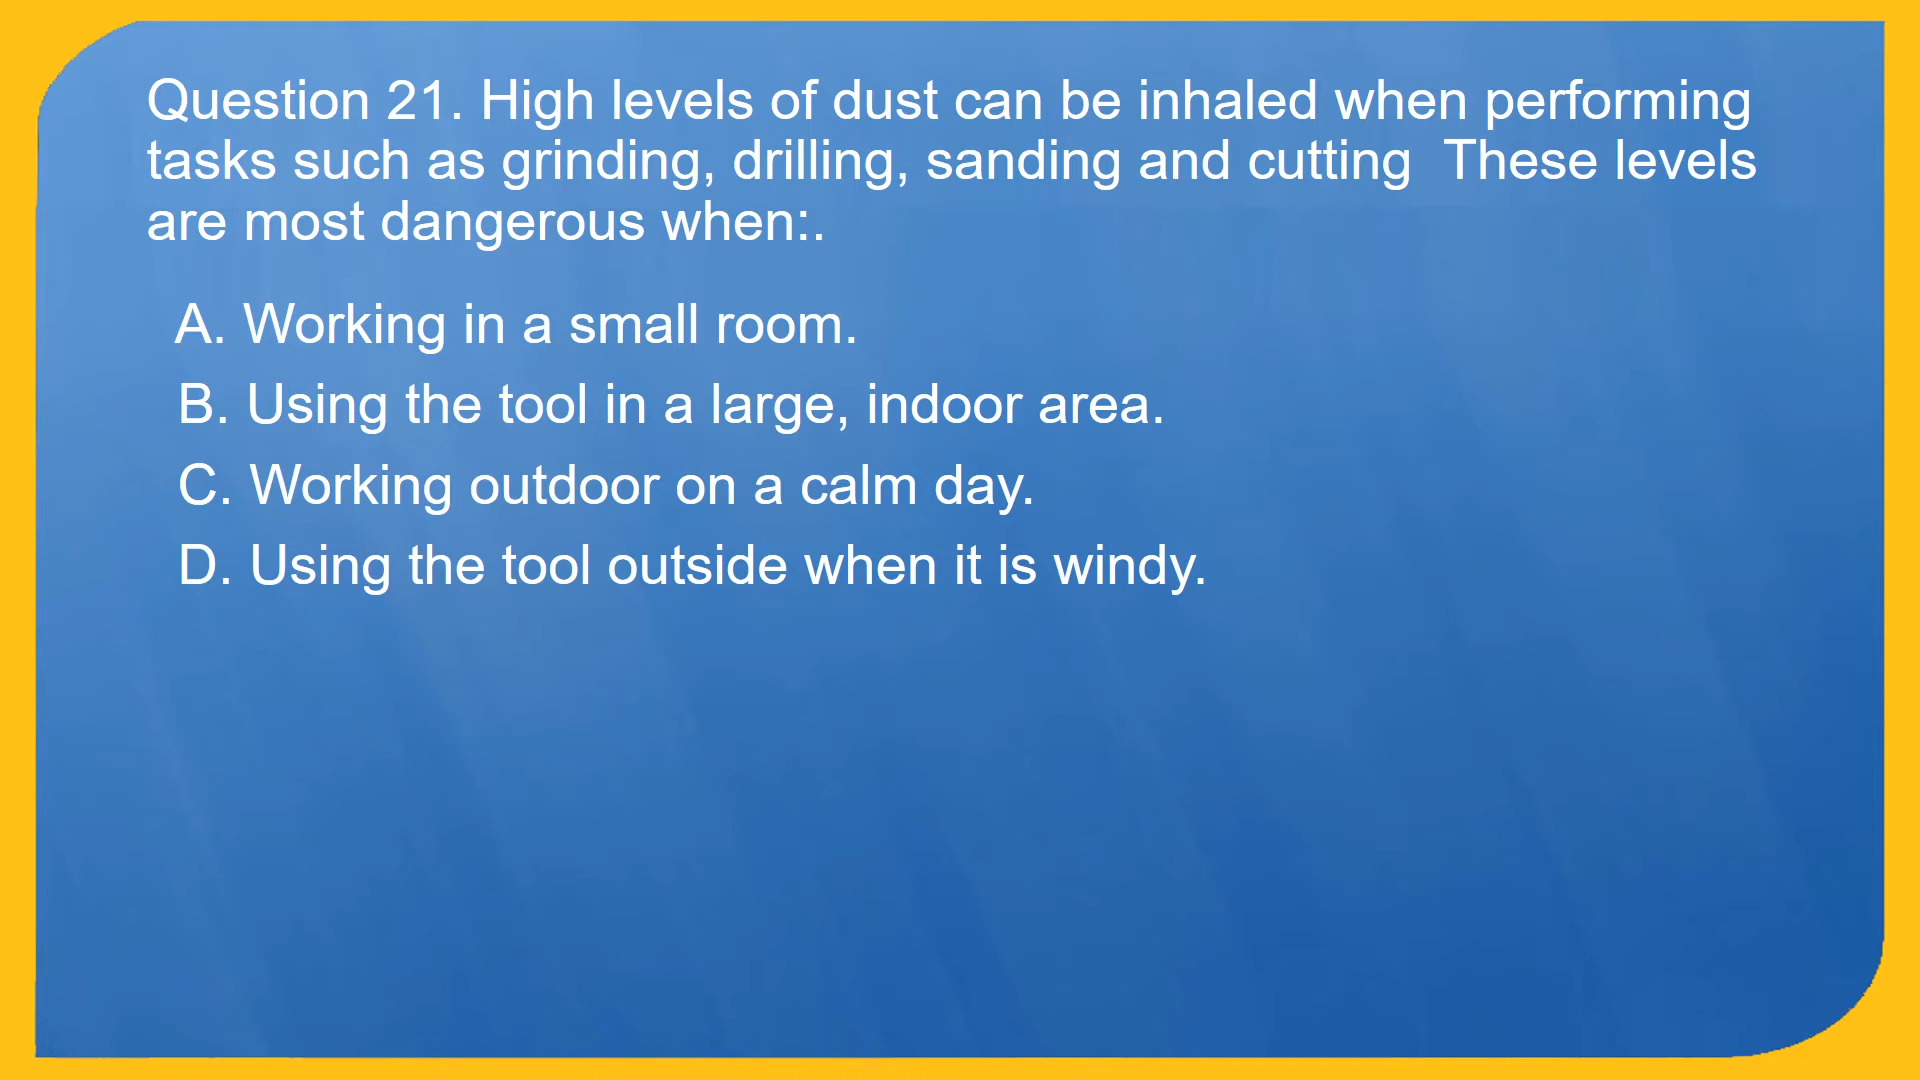 Question 21. High levels of dust can be inhaled when performing
tasks such as grinding, drilling, sanding and cutting  These levels
are most dangerous when:.
A. Working in a small room.
B. Using the tool in a large, indoor area.
C. Working outdoor on a calm day.
D. Using the tool outside when it is windy.